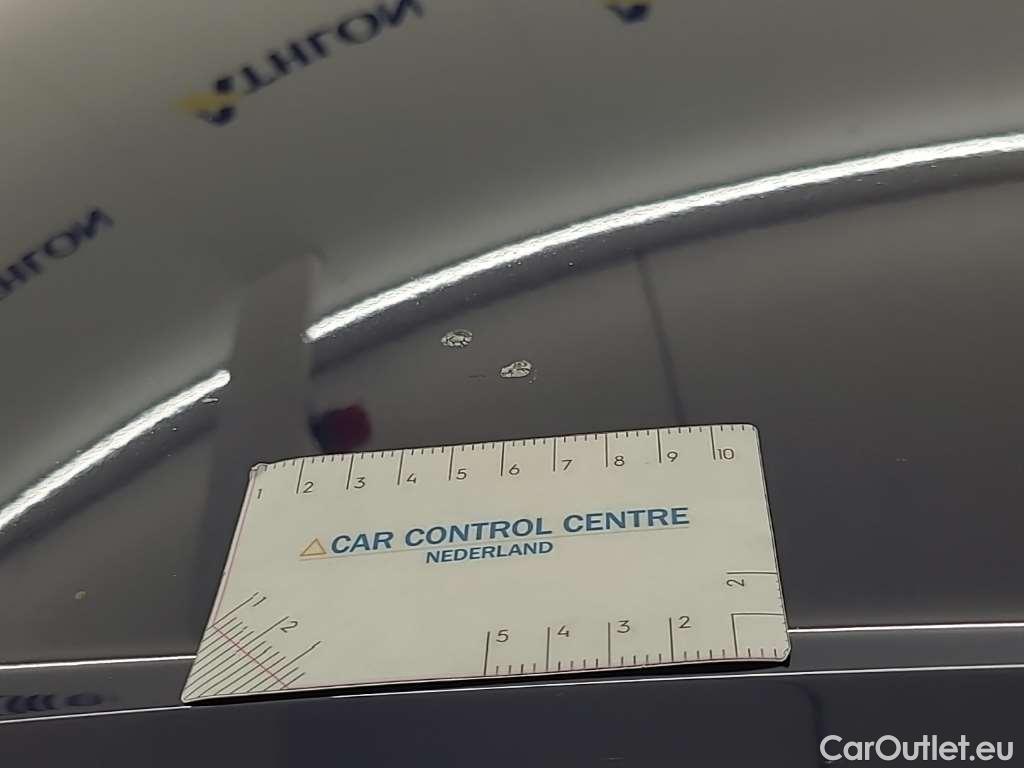 1 2 3 4 5 6 7 8 9 10
CAR CONTROL CENTRE
NEDERLAND
2
1 2
5 4 3 2
CarOutlet.eu